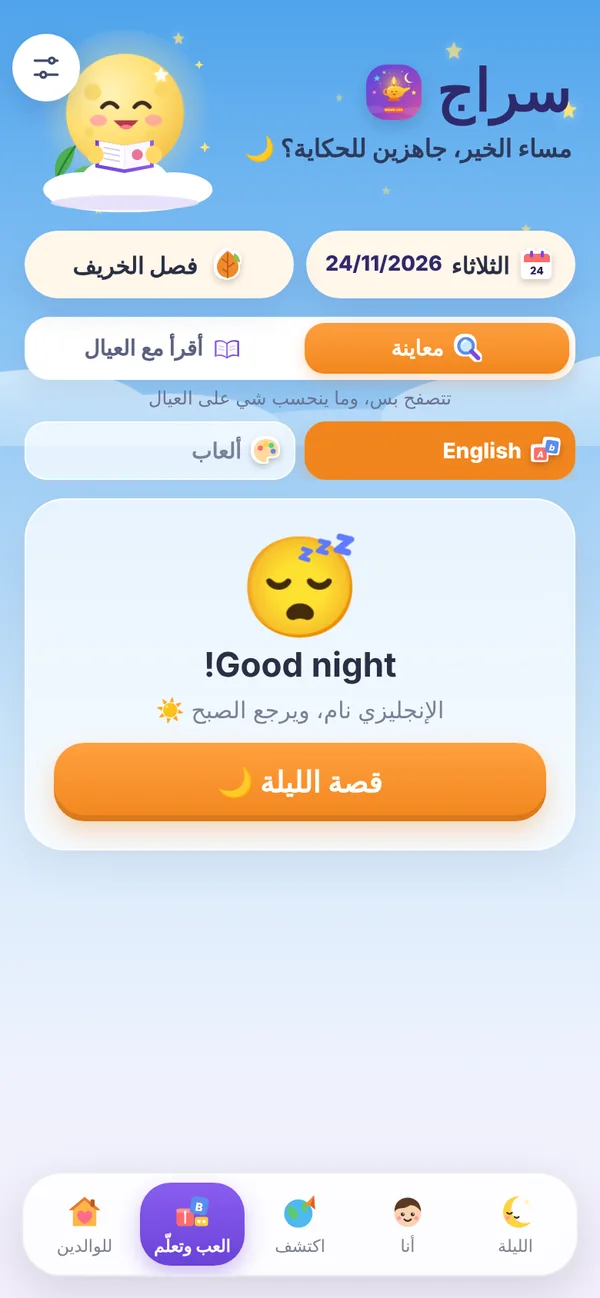 سراج
مساء الخير، جاهزين للحكاية؟ 🌙
24 الثلاثاء 24/11/2026
فصل الخريف
معاينة
أقرأ مع العيال
تتصفح بس، وما ينحسب شي على العيال
English
ألعاب
!Good night
الإنجليزي نام، ويرجع الصبح ☀️
قصة الليلة 🌙
الليلة
أنا
اكتشف
العب وتعلّم
للوالدين